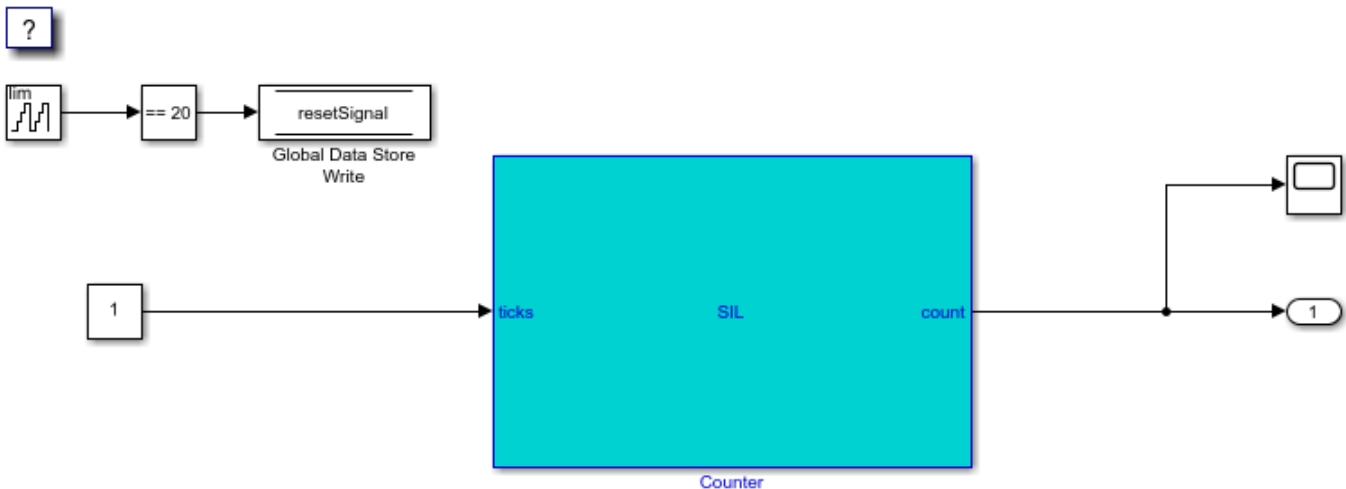 ?
lim
== 20
resetSignal
Global Data Store
Write
1
ticks
SIL
count
1
Counter